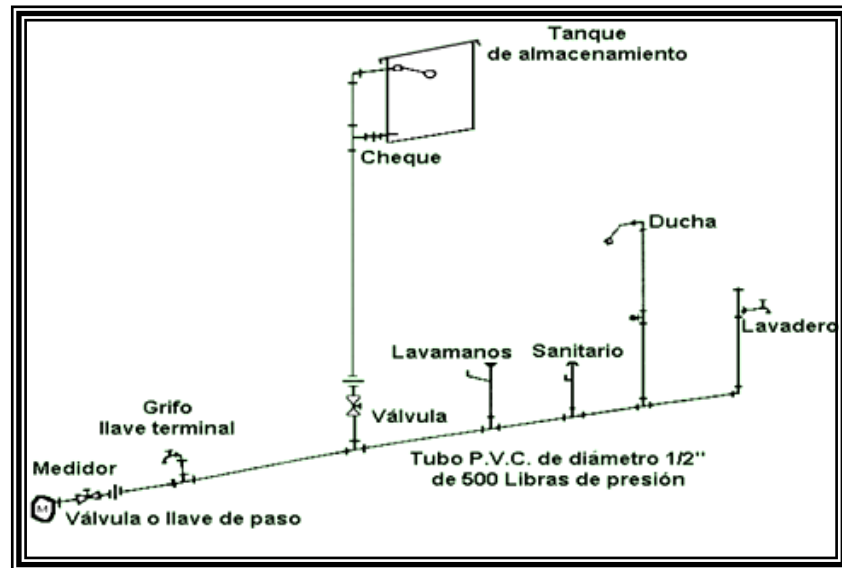 Tanque
de almacenamiento
Cheque
Ducha
Lavadero
Lavamanos
Sanitario
Grifo
llave terminal
Válvula
Medidor
Tubo P.V.C. de diámetro 1/2"
de 500 Libras de presión
M
Válvula o llave de paso